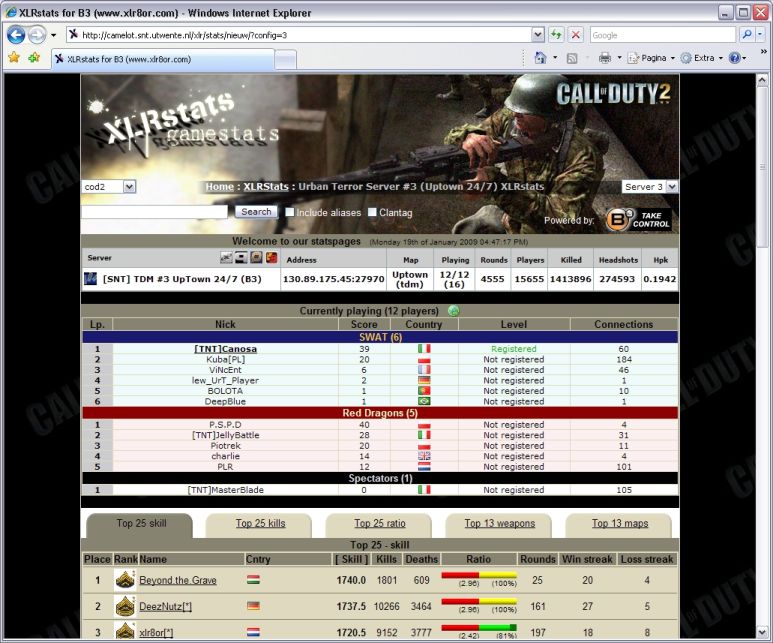 XLRstats for B3 (www.xlr8or.com) - Windows Internet Explorer
http://camelot.snt.utwente.nl/xlr/stats/nieuw/?config=3
Google
XLRstats for B3 (www.xlr8or.com)
Pagina
Extra
XLRstats
gamestats
CALL OF DUTY 2
cod2
Home : XLRStats : Urban Terror Server #3 (Uptown 24/7) XLRstats
Server 3
Search Include aliases Clantag
Powered by: B3 TAKE CONTROL
Welcome to our statspages (Monday 19th of January 2009 04:47:17 PM)
Server Address Map Playing Rounds Players Killed Headshots Hpk
[SNT] TDM #3 UpTown 24/7 (B3) 130.89.175.45:27970 Uptown (tdm) 12/12 (16) 4555 15655 1413896 274593 0.1942
Currently playing (12 players)
Lp. Nick Score Country Level Connections
SWAT (6)
1 [TNT]Canosa 39 Registered 60
2 Kuba[PL] 20 Not registered 184
3 ViNcEnt 6 Not registered 46
4 lew_UrT_Player 2 Not registered 1
5 BOLOTA 1 Not registered 10
6 DeepBlue 1 Not registered 1
Red Dragons (5)
1 P.S.P.D 40 Not registered 4
2 [TNT]JellyBattle 28 Not registered 31
3 Piotrek 20 Not registered 11
4 charlie 14 Not registered 4
5 PLR 12 Not registered 101
Spectators (1)
1 [TNT]MasterBlade 0 Not registered 105
Top 25 skill Top 25 kills Top 25 ratio Top 13 weapons Top 13 maps
Top 25 - skill
Place Rank Name Cntry [ Skill ] Kills Deaths Ratio Rounds Win streak Loss streak
1 Beyond.the.Grave 1740.0 1801 609 (2.96) (100%) 25 20 4
2 DeezNutz[*] 1737.5 10266 3464 (2.96) (100%) 161 27 5
3 xlr8or[*] 1720.5 9152 3777 (2.42) (81%) 197 18 8